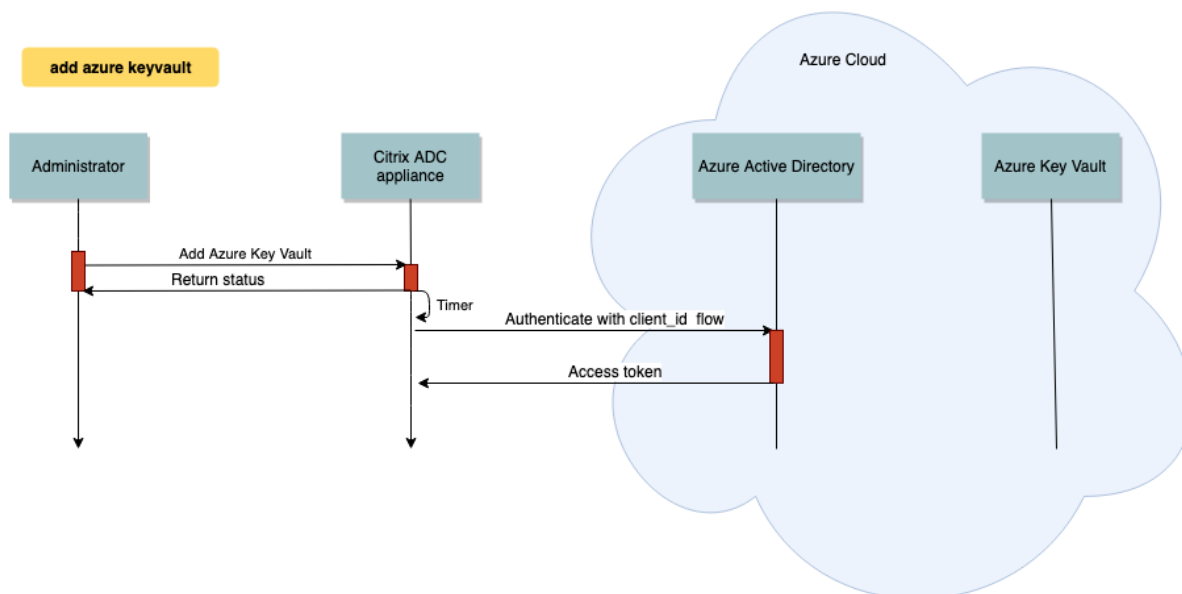 Azure Cloud
add azure keyvault
Administrator
Citrix ADC
appliance
Azure Active Directory
Azure Key Vault
Add Azure Key Vault
Return status
Timer
Authenticate with client_id flow
Access token